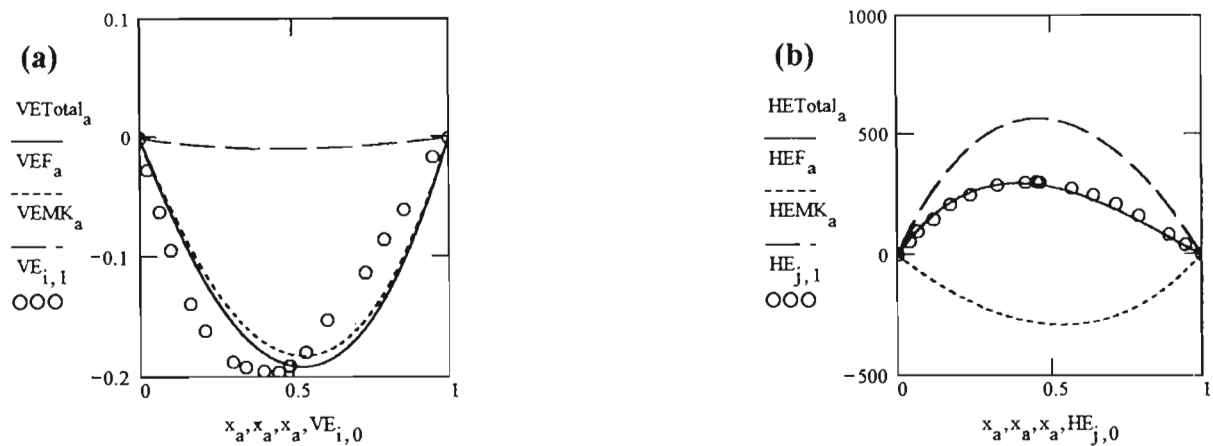 (a)
0.1
0
−0.1
−0.2
VETotal_a
VEF_a
VEMK_a
VE_i,1
0
0.5
1
x_a,x_a,x_a,VE_i,0
(b)
1000
500
0
−500
HETotal_a
HEF_a
HEMK_a
HE_j,1
0
0.5
1
x_a,x_a,x_a,HE_j,0